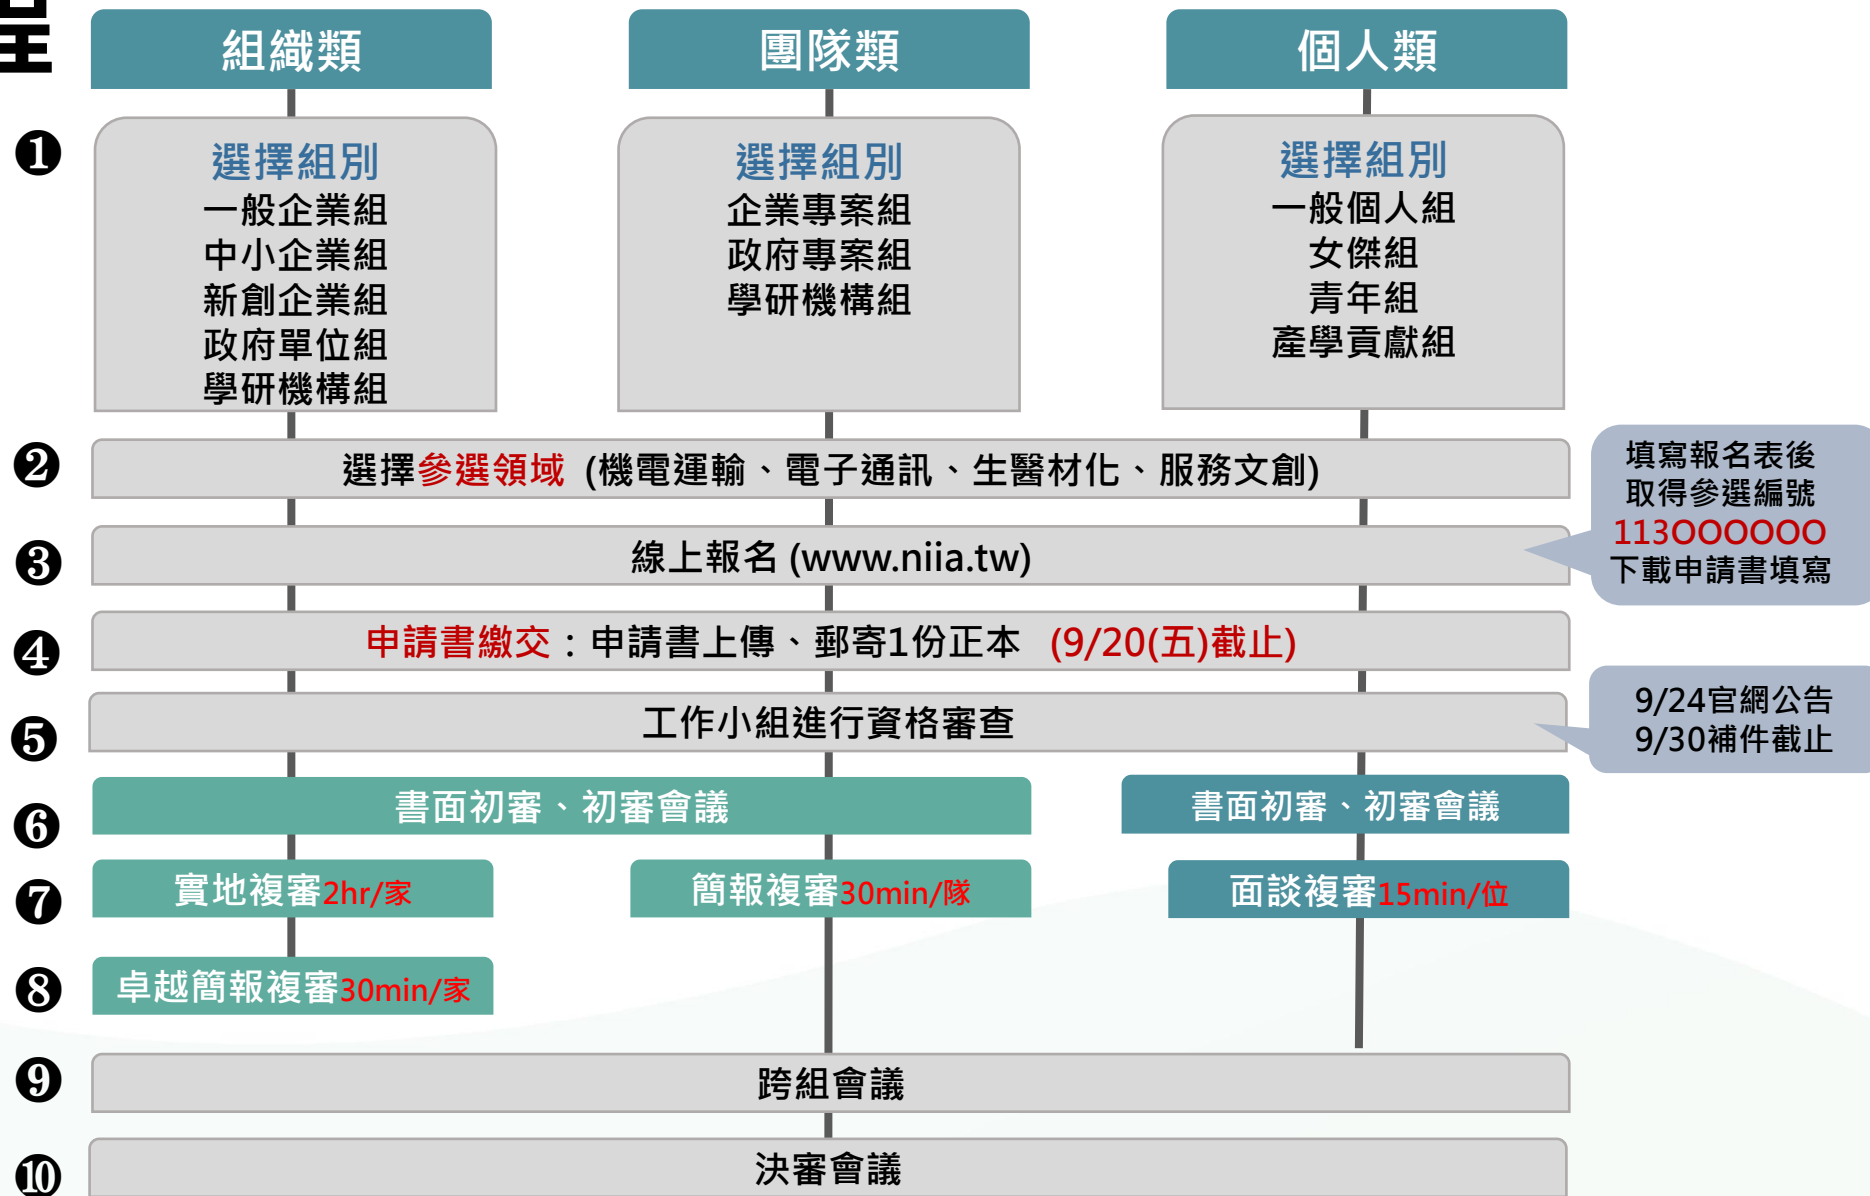 程
組織類
團隊類
個人類
❶
選擇組別
一般企業組
中小企業組
新創企業組
政府單位組
學研機構組
選擇組別
企業專案組
政府專案組
學研機構組
選擇組別
一般個人組
女傑組
青年組
產學貢獻組
❷
選擇參選領域 (機電運輸、電子通訊、生醫材化、服務文創)
填寫報名表後
取得參選編號
113OOOOOO
下載申請書填寫
❸
線上報名 (www.niia.tw)
❹
申請書繳交：申請書上傳、郵寄1份正本 (9/20(五)截止)
❺
工作小組進行資格審查
9/24官網公告
9/30補件截止
❻
書面初審、初審會議
書面初審、初審會議
❼
實地複審2hr/家
簡報複審30min/隊
面談複審15min/位
❽
卓越簡報複審30min/家
❾
跨組會議
❿
決審會議